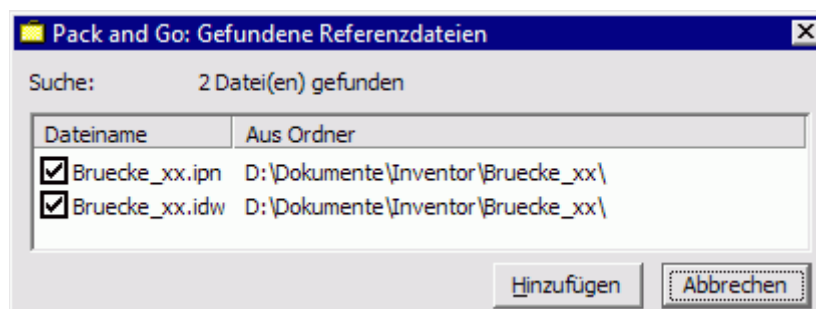 Pack and Go: Gefundene Referenzdateien
Suche: 2 Datei(en) gefunden
Dateiname Aus Ordner
Bruecke_xx.ipn D:\Dokumente\Inventor\Bruecke_xx\
Bruecke_xx.idw D:\Dokumente\Inventor\Bruecke_xx\
Hinzufügen Abbrechen